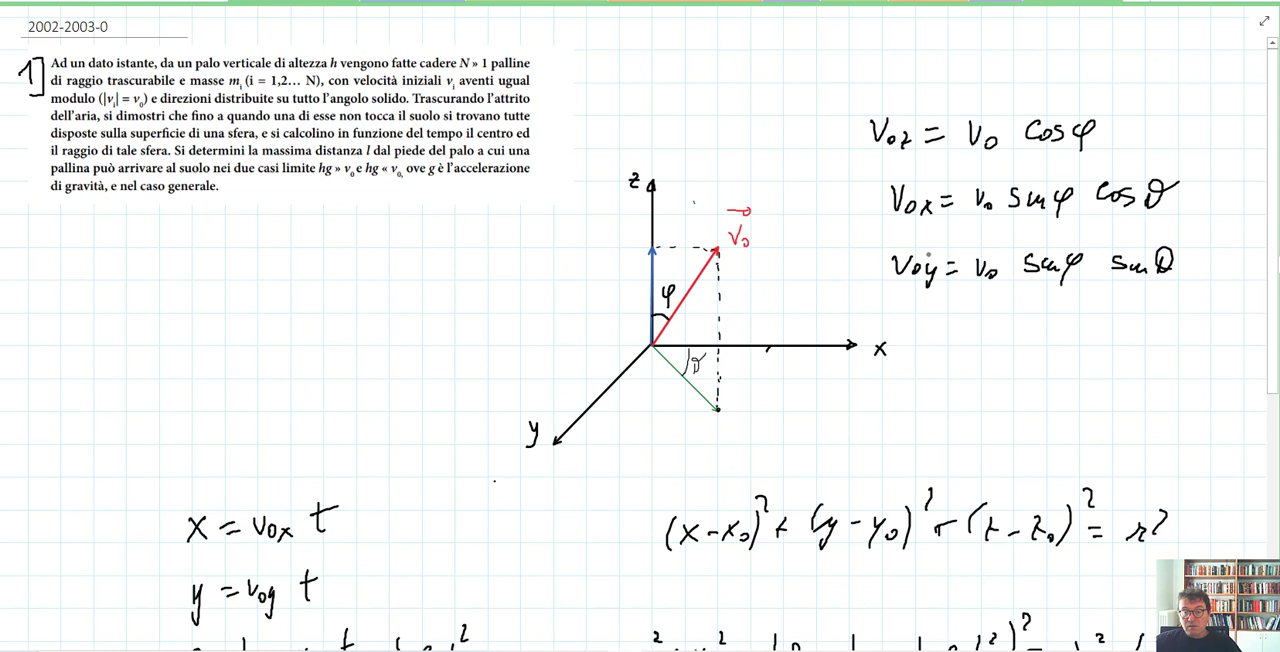 2002-2003-0
1] Ad un dato istante, da un palo verticale di altezza h vengono fatte cadere N » 1 palline
di raggio trascurabile e masse mᵢ (i = 1,2... N), con velocità iniziali vᵢ aventi ugual
modulo (|vᵢ| = v₀) e direzioni distribuite su tutto l'angolo solido. Trascurando l'attrito
dell'aria, si dimostri che fino a quando una di esse non tocca il suolo si trovano tutte
disposte sulla superficie di una sfera, e si calcolino in funzione del tempo il centro ed
il raggio di tale sfera. Si determini la massima distanza l dal piede del palo a cui una
pallina può arrivare al suolo nei due casi limite hg » v₀ e hg « v₀, ove g è l'accelerazione
di gravità, e nel caso generale.
V₀z = V₀ cosφ
V₀x = V₀ sinφ cosϑ
V₀y = V₀ sinφ sinϑ
z
V₀
φ
ϑ
x
y
x = V₀x t
y = V₀y t
(x-x₀)² + (y-y₀)² + (z-z₀)² = r²